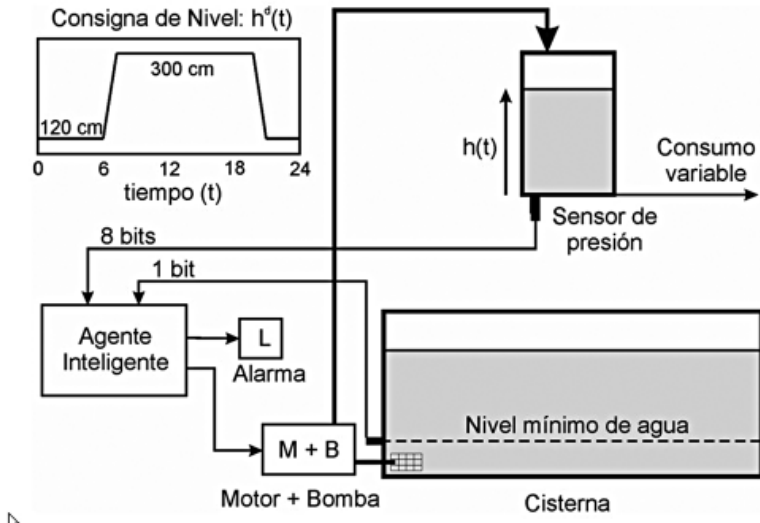 Consigna de Nivel: hᵈ(t)
300 cm
120 cm
0 6 12 18 24
tiempo (t)
h(t)
Consumo
variable
Sensor de
presión
8 bits
1 bit
Agente
Inteligente
L
Alarma
Nivel mínimo de agua
M + B
Motor + Bomba
Cisterna